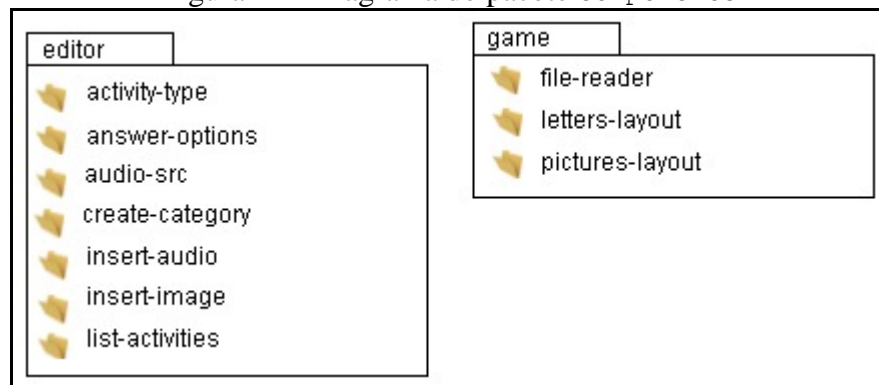 editor
activity-type
answer-options
audio-src
create-category
insert-audio
insert-image
list-activities
game
file-reader
letters-layout
pictures-layout